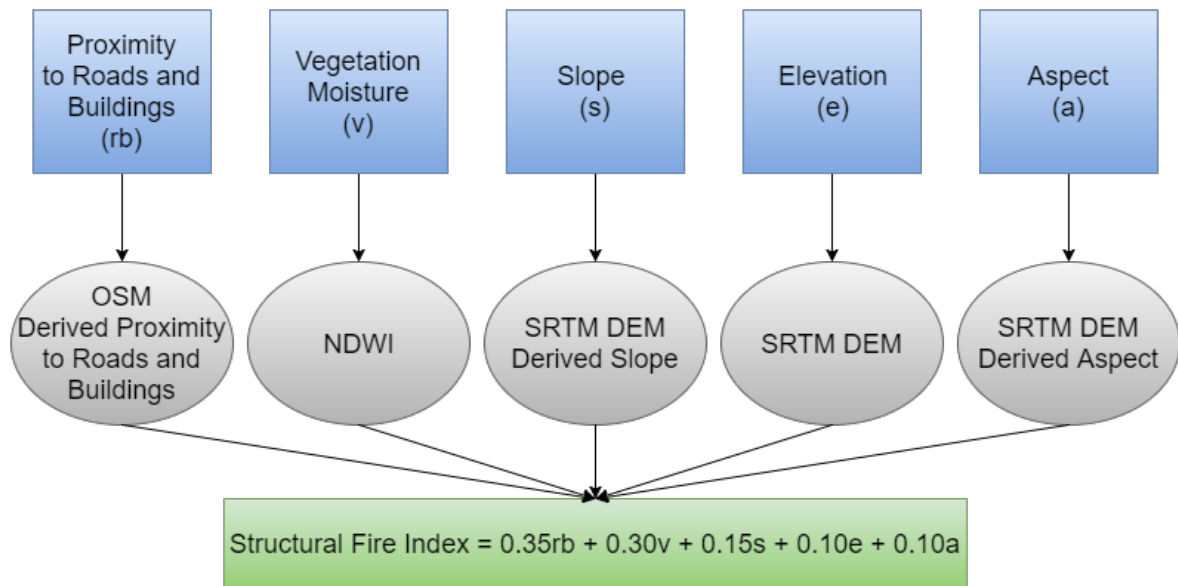 Proximity
to Roads and
Buildings
(rb)
Vegetation
Moisture
(v)
Slope
(s)
Elevation
(e)
Aspect
(a)
OSM
Derived Proximity
to Roads and
Buildings
NDWI
SRTM DEM
Derived Slope
SRTM DEM
SRTM DEM
Derived Aspect
Structural Fire Index = 0.35rb + 0.30v + 0.15s + 0.10e + 0.10a